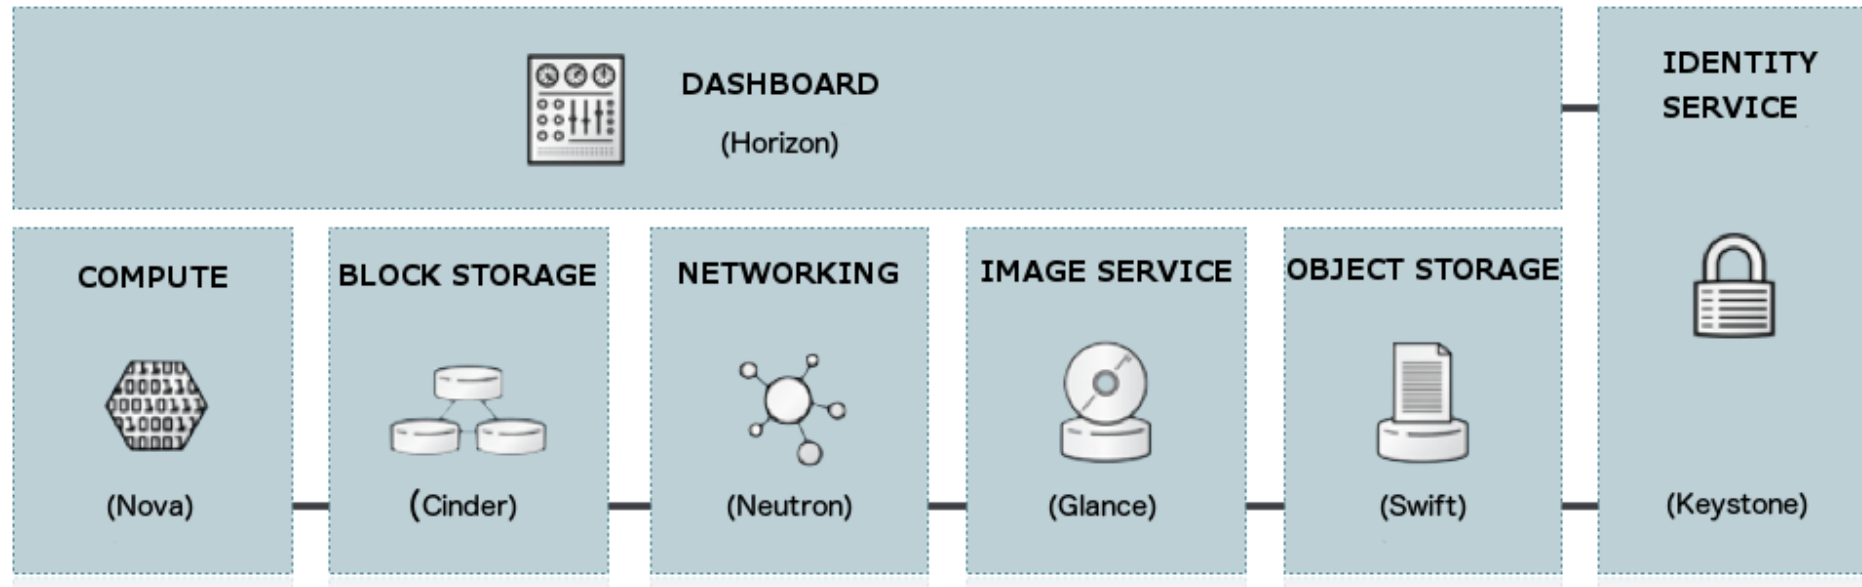 DASHBOARD
(Horizon)
IDENTITY
SERVICE
(Keystone)
COMPUTE
(Nova)
BLOCK STORAGE
(Cinder)
NETWORKING
(Neutron)
IMAGE SERVICE
(Glance)
OBJECT STORAGE
(Swift)